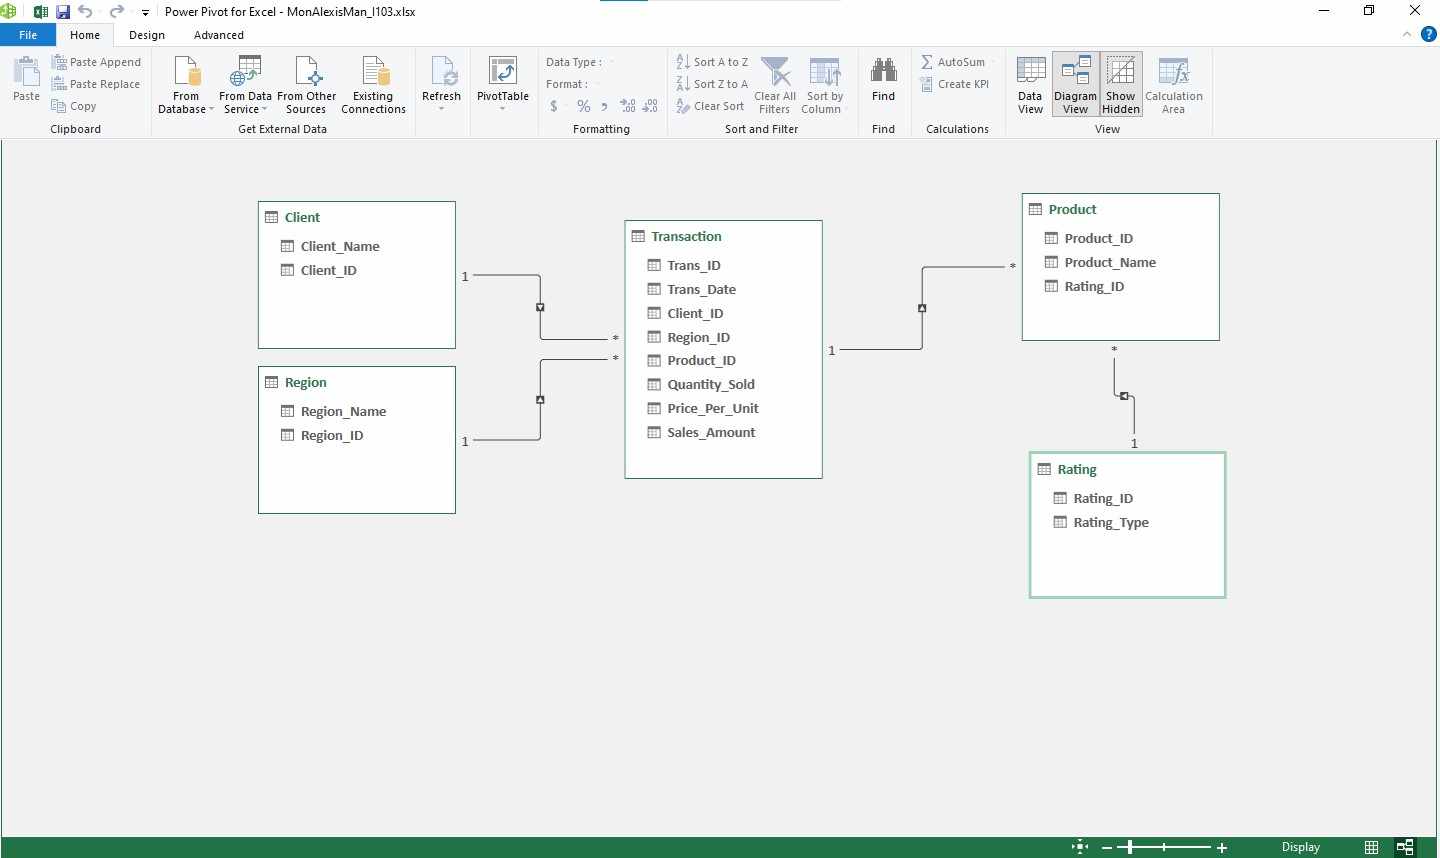 Power Pivot for Excel - MonAlexisMan_I103.xlsx
File Home Design Advanced
Paste
Paste Append
Paste Replace
Copy
Clipboard
From Database
From Data Service
From Other Sources
Existing Connections
Get External Data
Refresh
PivotTable
Data Type :
Format :
$ % , .00 .00
Formatting
Sort A to Z
Sort Z to A
Clear Sort
Clear All Filters
Sort by Column
Sort and Filter
Find
Find
AutoSum
Create KPI
Calculations
Data View
Diagram View
Show Hidden
Calculation Area
View
Client
Client_Name
Client_ID
1
*
Region
Region_Name
Region_ID
1
*
Transaction
Trans_ID
Trans_Date
Client_ID
Region_ID
Product_ID
Quantity_Sold
Price_Per_Unit
Sales_Amount
1
*
Product
Product_ID
Product_Name
Rating_ID
*
1
Rating
Rating_ID
Rating_Type
Display